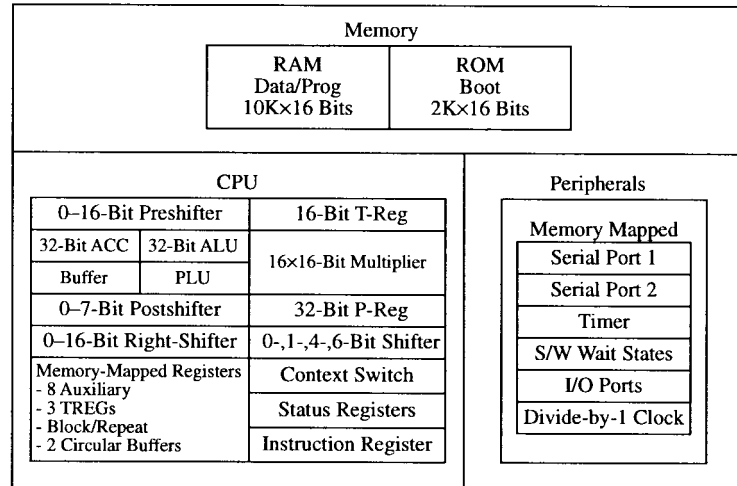 Memory
RAM
Data/Prog
10K×16 Bits
ROM
Boot
2K×16 Bits
CPU
0–16-Bit Preshifter
16-Bit T-Reg
32-Bit ACC
32-Bit ALU
16×16-Bit Multiplier
Buffer
PLU
0–7-Bit Postshifter
32-Bit P-Reg
0–16-Bit Right-Shifter
0-,1-,4-,6-Bit Shifter
Memory-Mapped Registers
- 8 Auxiliary
- 3 TREGs
- Block/Repeat
- 2 Circular Buffers
Context Switch
Status Registers
Instruction Register
Peripherals
Memory Mapped
Serial Port 1
Serial Port 2
Timer
S/W Wait States
I/O Ports
Divide-by-1 Clock